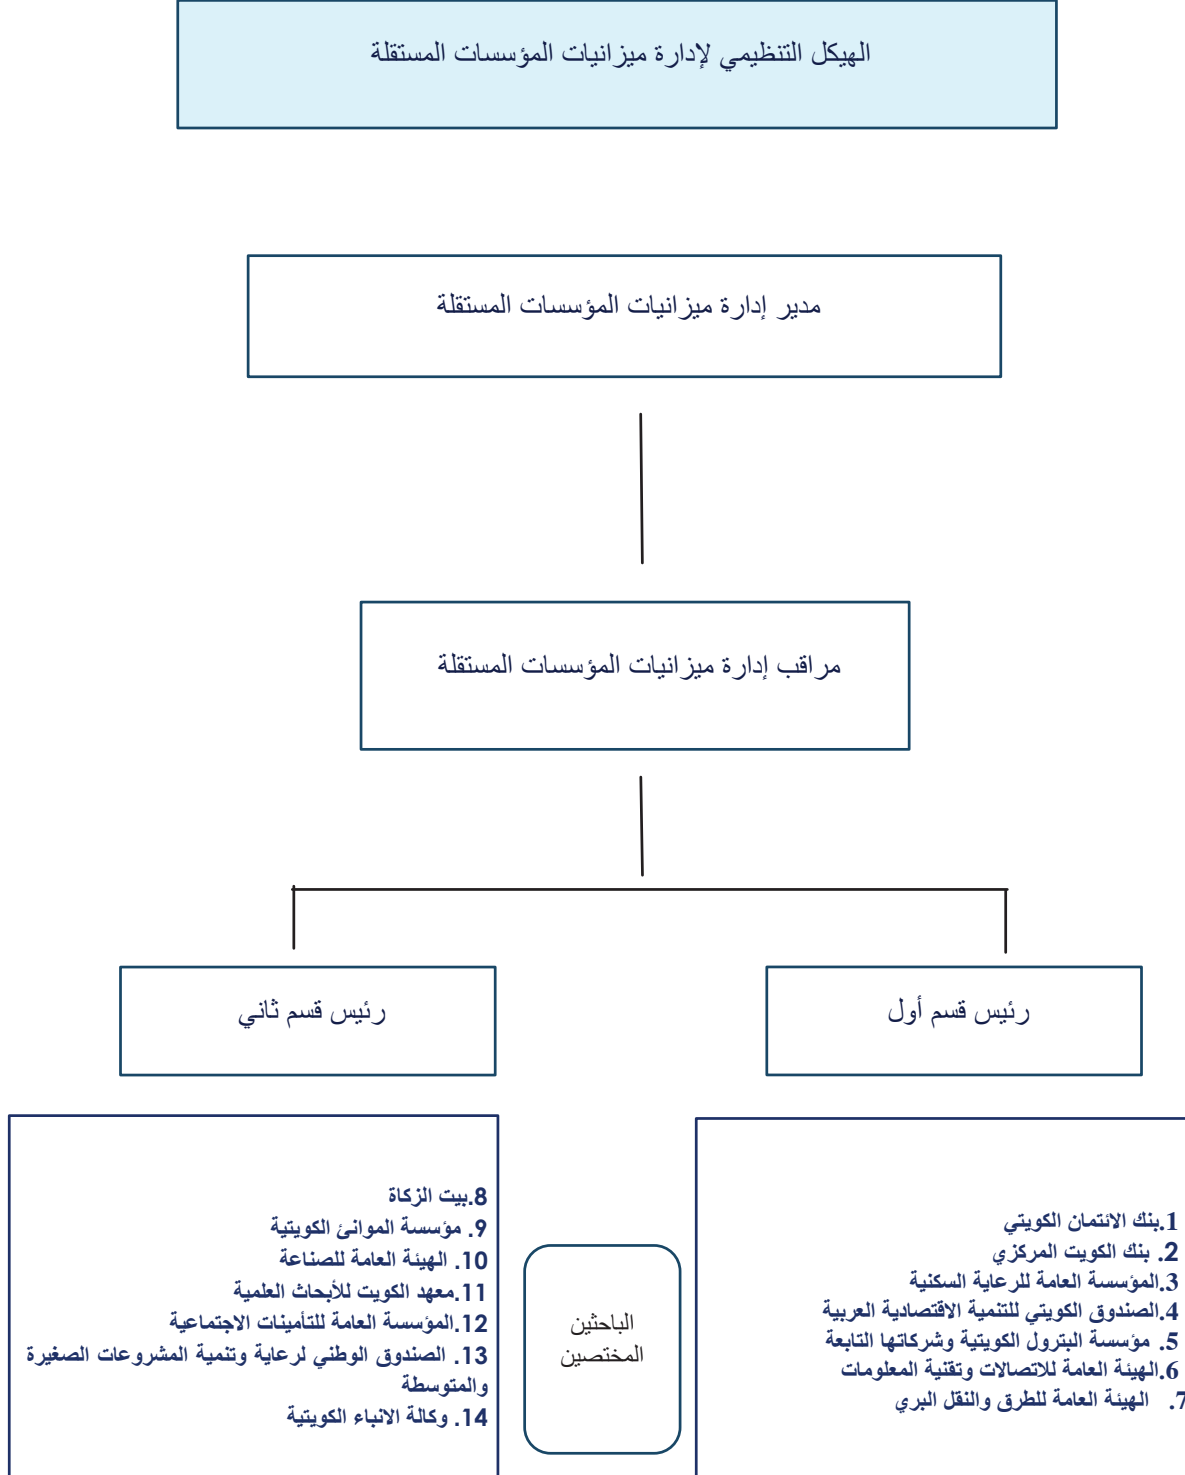 الهيكل التنظيمي لإدارة ميزانيات المؤسسات المستقلة
مدير إدارة ميزانيات المؤسسات المستقلة
مراقب إدارة ميزانيات المؤسسات المستقلة
رئيس قسم أول
رئيس قسم ثاني
1.بنك الائتمان الكويتي
2. بنك الكويت المركزي
3.المؤسسة العامة للرعاية السكنية
4.الصندوق الكويتي للتنمية الاقتصادية العربية
5. مؤسسة البترول الكويتية وشركاتها التابعة
6.الهيئة العامة للاتصالات وتقنية المعلومات
7. الهيئة العامة للطرق والنقل البري
الباحثين
المختصين
8.بيت الزكاة
9. مؤسسة الموانئ الكويتية
10. الهيئة العامة للصناعة
11.معهد الكويت للأبحاث العلمية
12.المؤسسة العامة للتأمينات الاجتماعية
13. الصندوق الوطني لرعاية وتنمية المشروعات الصغيرة
والمتوسطة
14. وكالة الانباء الكويتية